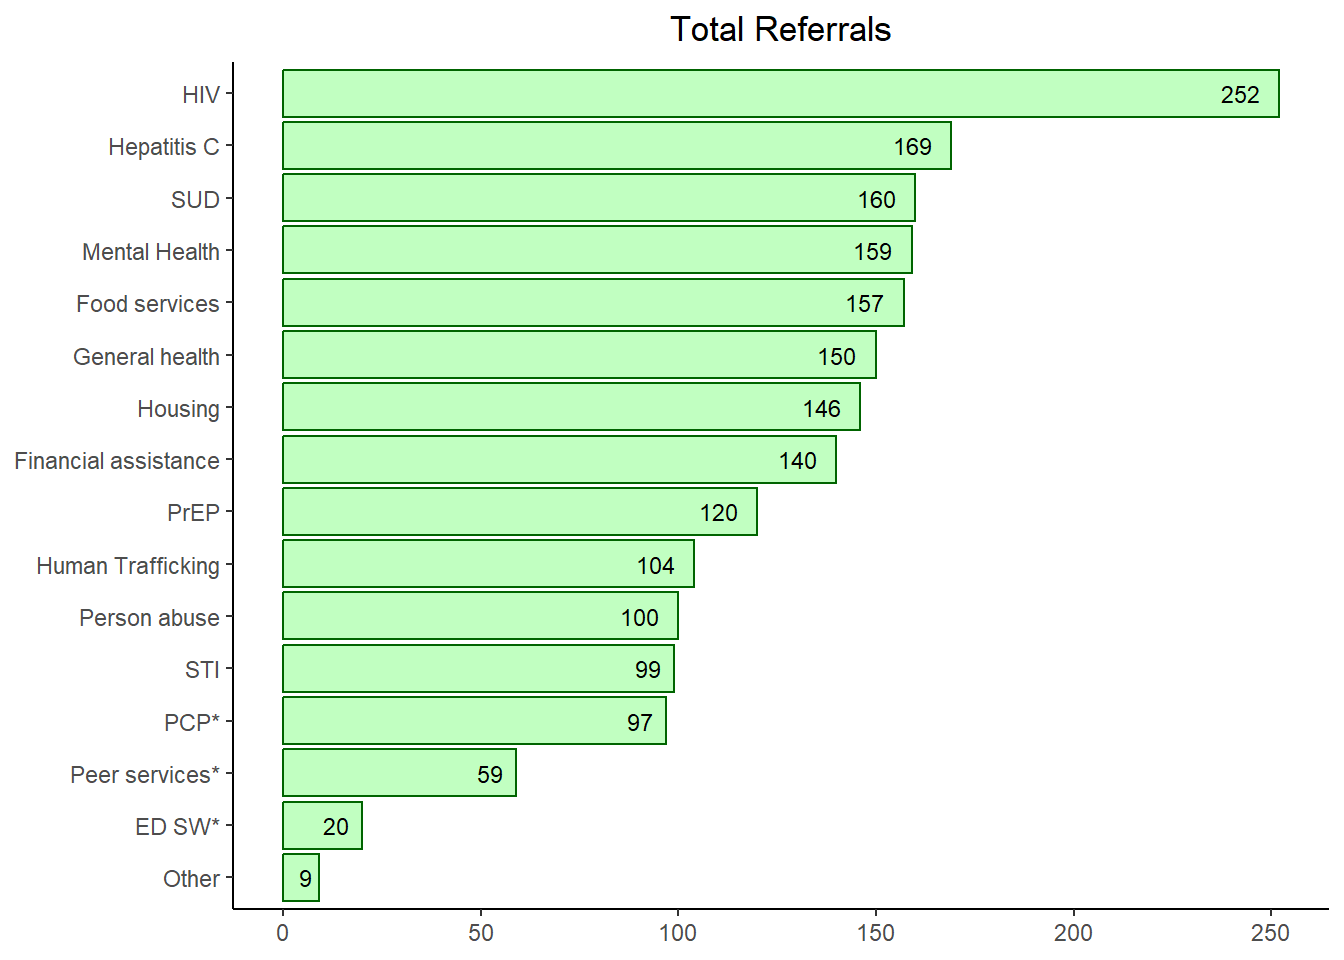 Total Referrals
HIV 252
Hepatitis C 169
SUD 160
Mental Health 159
Food services 157
General health 150
Housing 146
Financial assistance 140
PrEP 120
Human Trafficking 104
Person abuse 100
STI 99
PCP* 97
Peer services* 59
ED SW* 20
Other 9
0 50 100 150 200 250